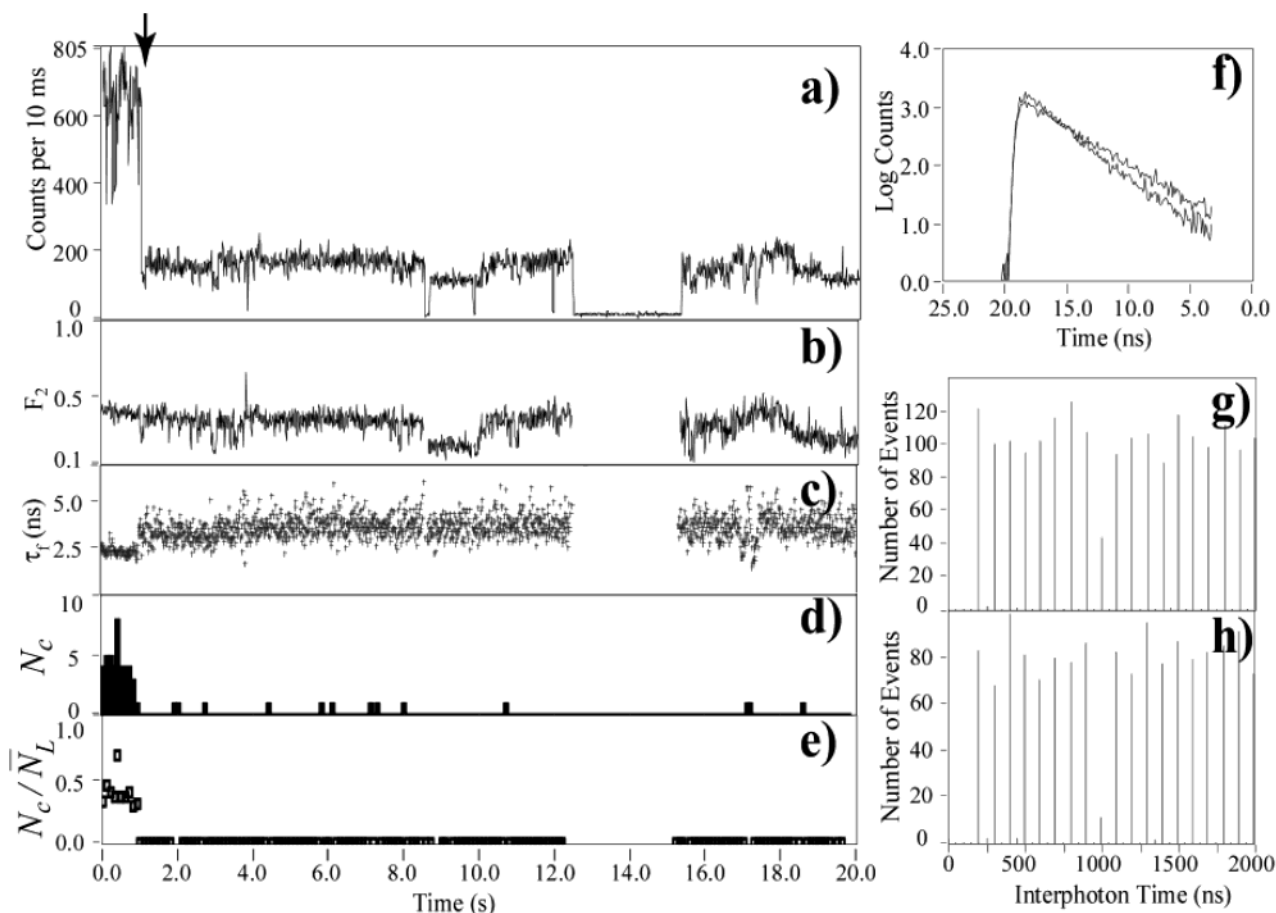 a)
805
600
400
200
0
Counts per 10 ms
b)
1.0
0.5
0.1
F2
c)
5.0
2.5
τf (ns)
d)
10
5
0
Nc
e)
1.0
0.5
0.0
Nc / N̄L
0.0 2.0 4.0 6.0 8.0 10.0 12.0 14.0 16.0 18.0 20.0
Time (s)
f)
4.0
3.0
2.0
1.0
0.0
Log Counts
25.0 20.0 15.0 10.0 5.0 0.0
Time (ns)
g)
120
100
80
60
40
20
0
Number of Events
h)
80
60
40
20
0
Number of Events
0 500 1000 1500 2000
Interphoton Time (ns)